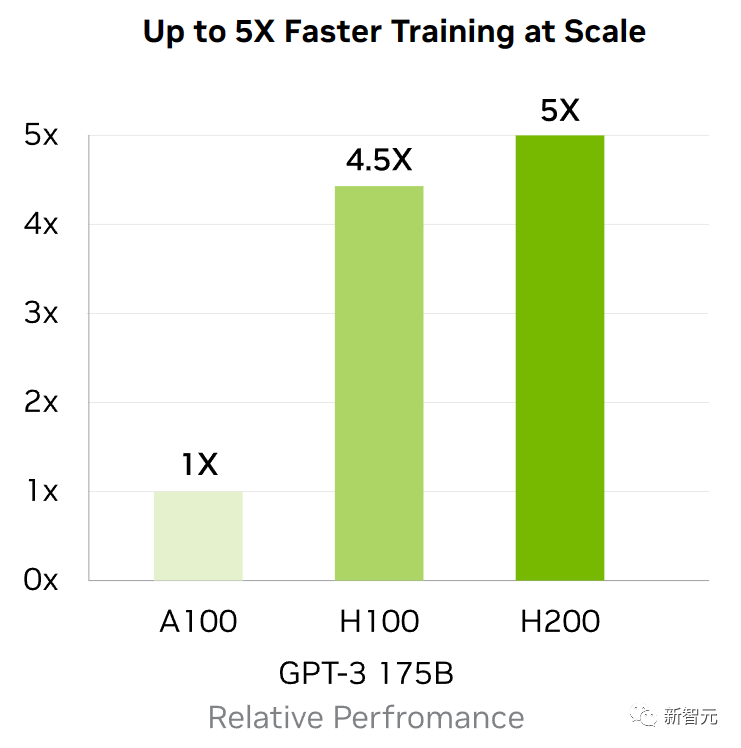 Up to 5X Faster Training at Scale
5X
5x
4.5X
4x
3x
2x
1X
1x
0x
A100 H100 H200
GPT-3 175B
Relative Perfromance
新智元